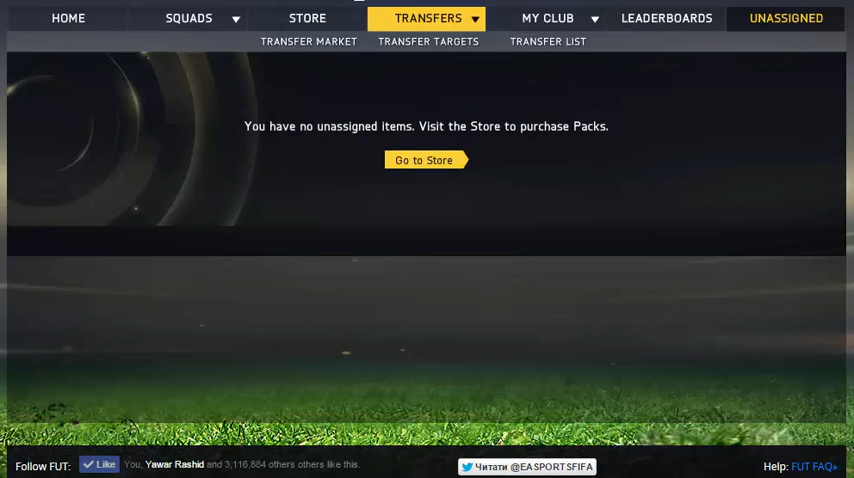 HOME SQUADS STORE TRANSFERS MY CLUB LEADERBOARDS UNASSIGNED
TRANSFER MARKET TRANSFER TARGETS TRANSFER LIST
You have no unassigned items. Visit the Store to purchase Packs.
Go to Store
Follow FUT: Like You, Yawar Rashid and 3,116,884 others others like this. Читати @EASPORTSFIFA Help: FUT FAQ»